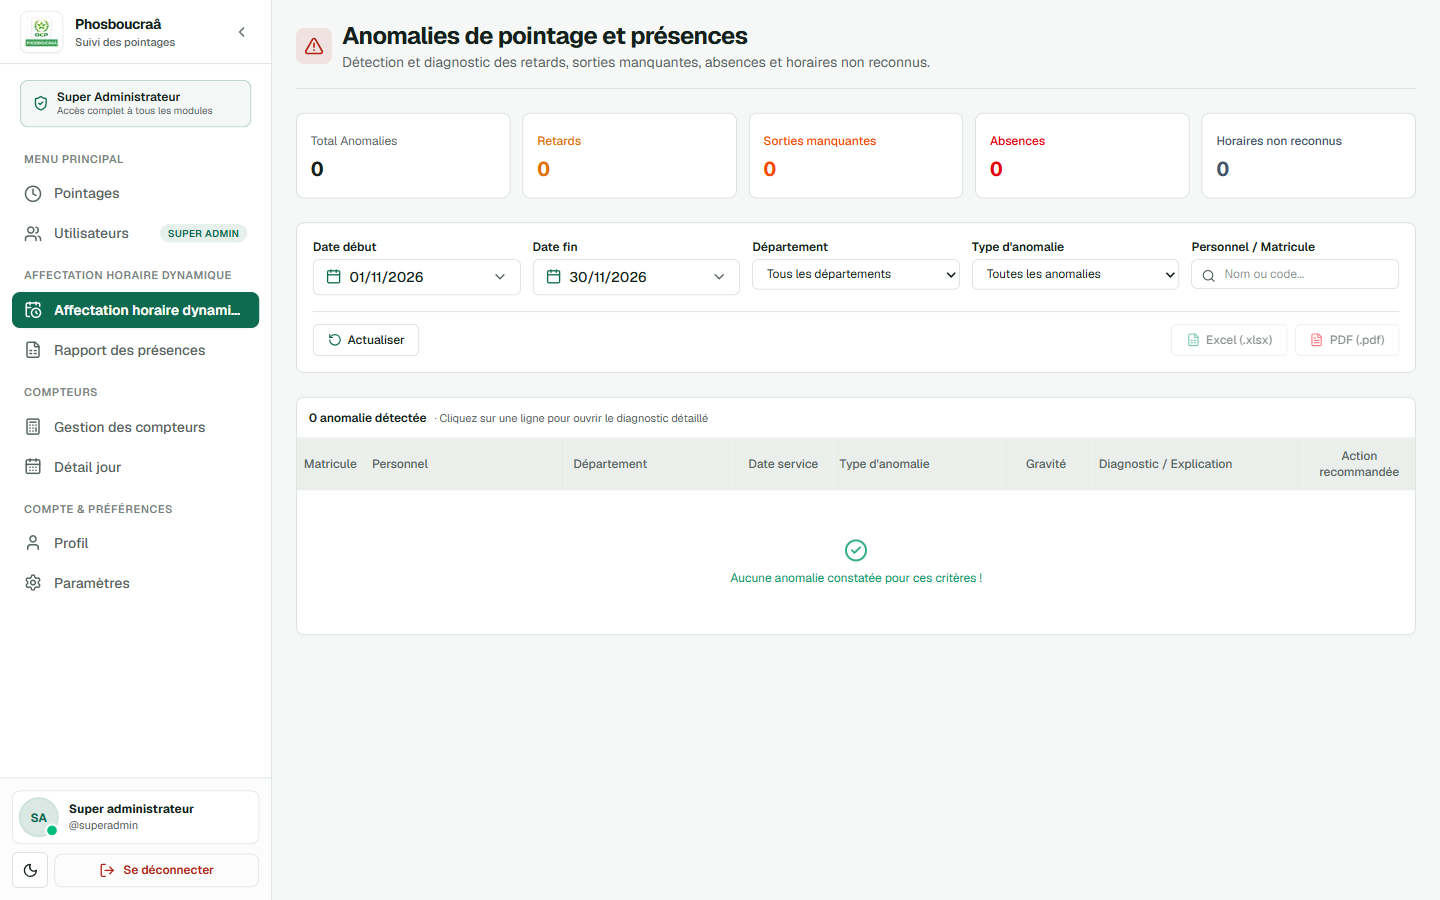 Phosboucraâ
Suivi des pointages
OCP
PHOSBOUCRAÂ
Super Administrateur
Accès complet à tous les modules
MENU PRINCIPAL
Pointages
Utilisateurs
SUPER ADMIN
AFFECTATION HORAIRE DYNAMIQUE
Affectation horaire dynami...
Rapport des présences
COMPTEURS
Gestion des compteurs
Détail jour
COMPTE & PRÉFÉRENCES
Profil
Paramètres
SA
Super administrateur
@superadmin
Se déconnecter
Anomalies de pointage et présences
Détection et diagnostic des retards, sorties manquantes, absences et horaires non reconnus.
Total Anomalies
0
Retards
0
Sorties manquantes
0
Absences
0
Horaires non reconnus
0
Date début
01/11/2026
Date fin
30/11/2026
Département
Tous les départements
Type d'anomalie
Toutes les anomalies
Personnel / Matricule
Nom ou code...
Actualiser
Excel (.xlsx)
PDF (.pdf)
0 anomalie détectée · Cliquez sur une ligne pour ouvrir le diagnostic détaillé
Matricule
Personnel
Département
Date service
Type d'anomalie
Gravité
Diagnostic / Explication
Action
recommandée
Aucune anomalie constatée pour ces critères !